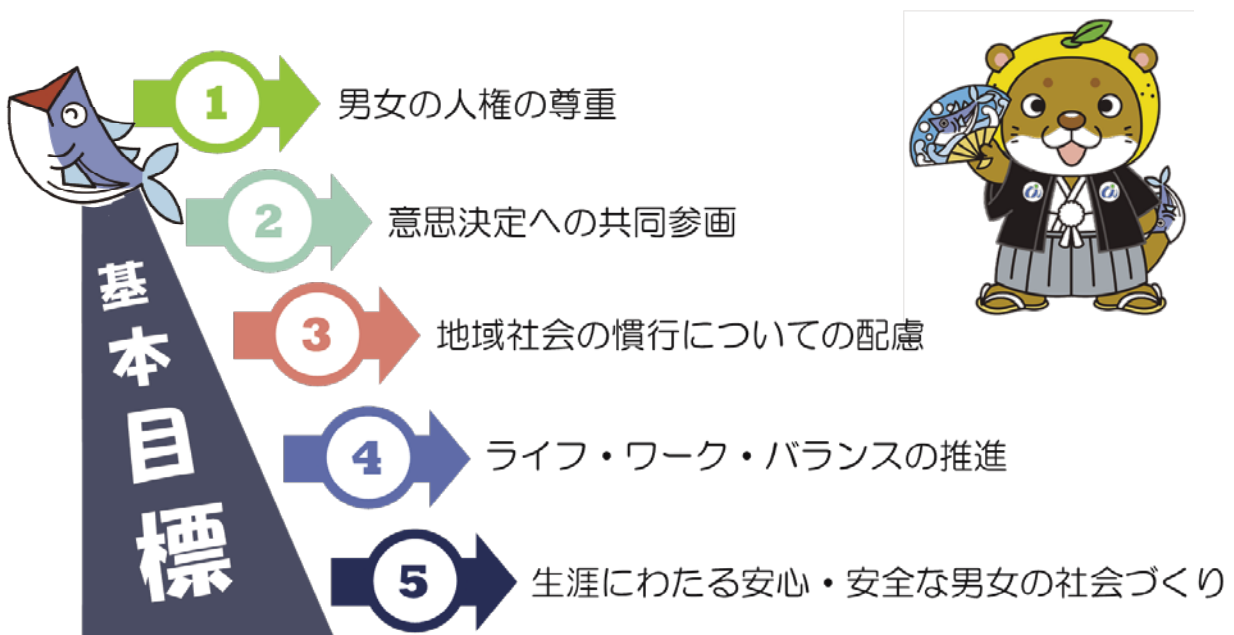 基本目標
1 男女の人権の尊重
2 意思決定への共同参画
3 地域社会の慣行についての配慮
4 ライフ・ワーク・バランスの推進
5 生涯にわたる安心・安全な男女の社会づくり